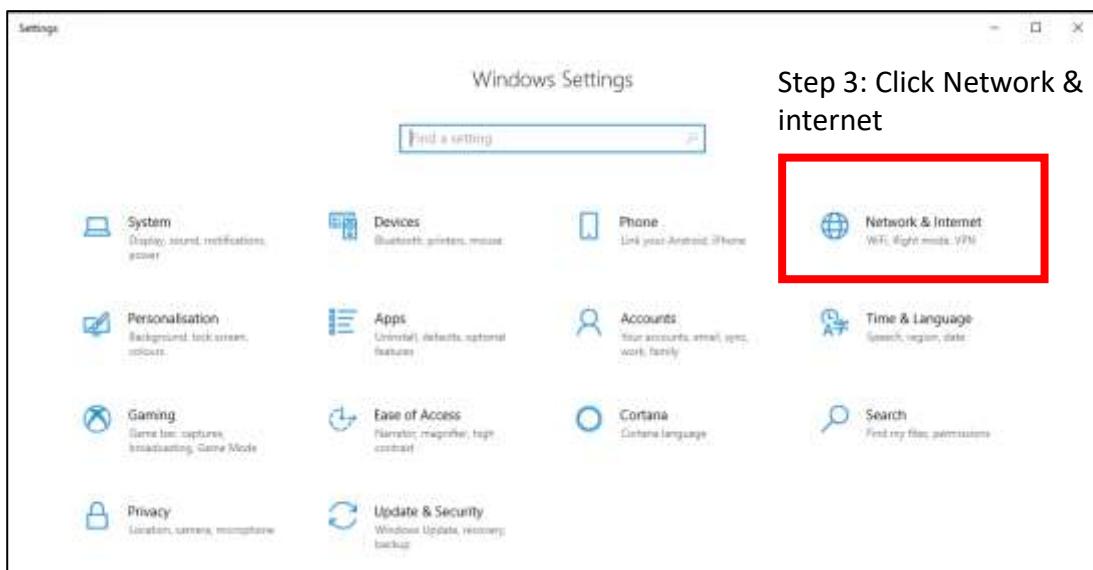 Settings
Windows Settings
Step 3: Click Network &
internet
Find a setting
System
Display, sound, notifications,
power
Devices
Bluetooth, printers, mouse
Phone
Link your Android, iPhone
Network & Internet
WiFi, flight mode, VPN
Personalisation
Background, lock screen,
colours
Apps
Uninstall, defaults, optional
features
Accounts
Your accounts, email, sync,
work, family
Time & Language
Speech, region, date
Gaming
Game bar, captures,
broadcasting, Game Mode
Ease of Access
Narrator, magnifier, high
contrast
Cortana
Cortana language
Search
Find my files, permissions
Privacy
Location, camera, microphone
Update & Security
Windows Update, recovery,
backup